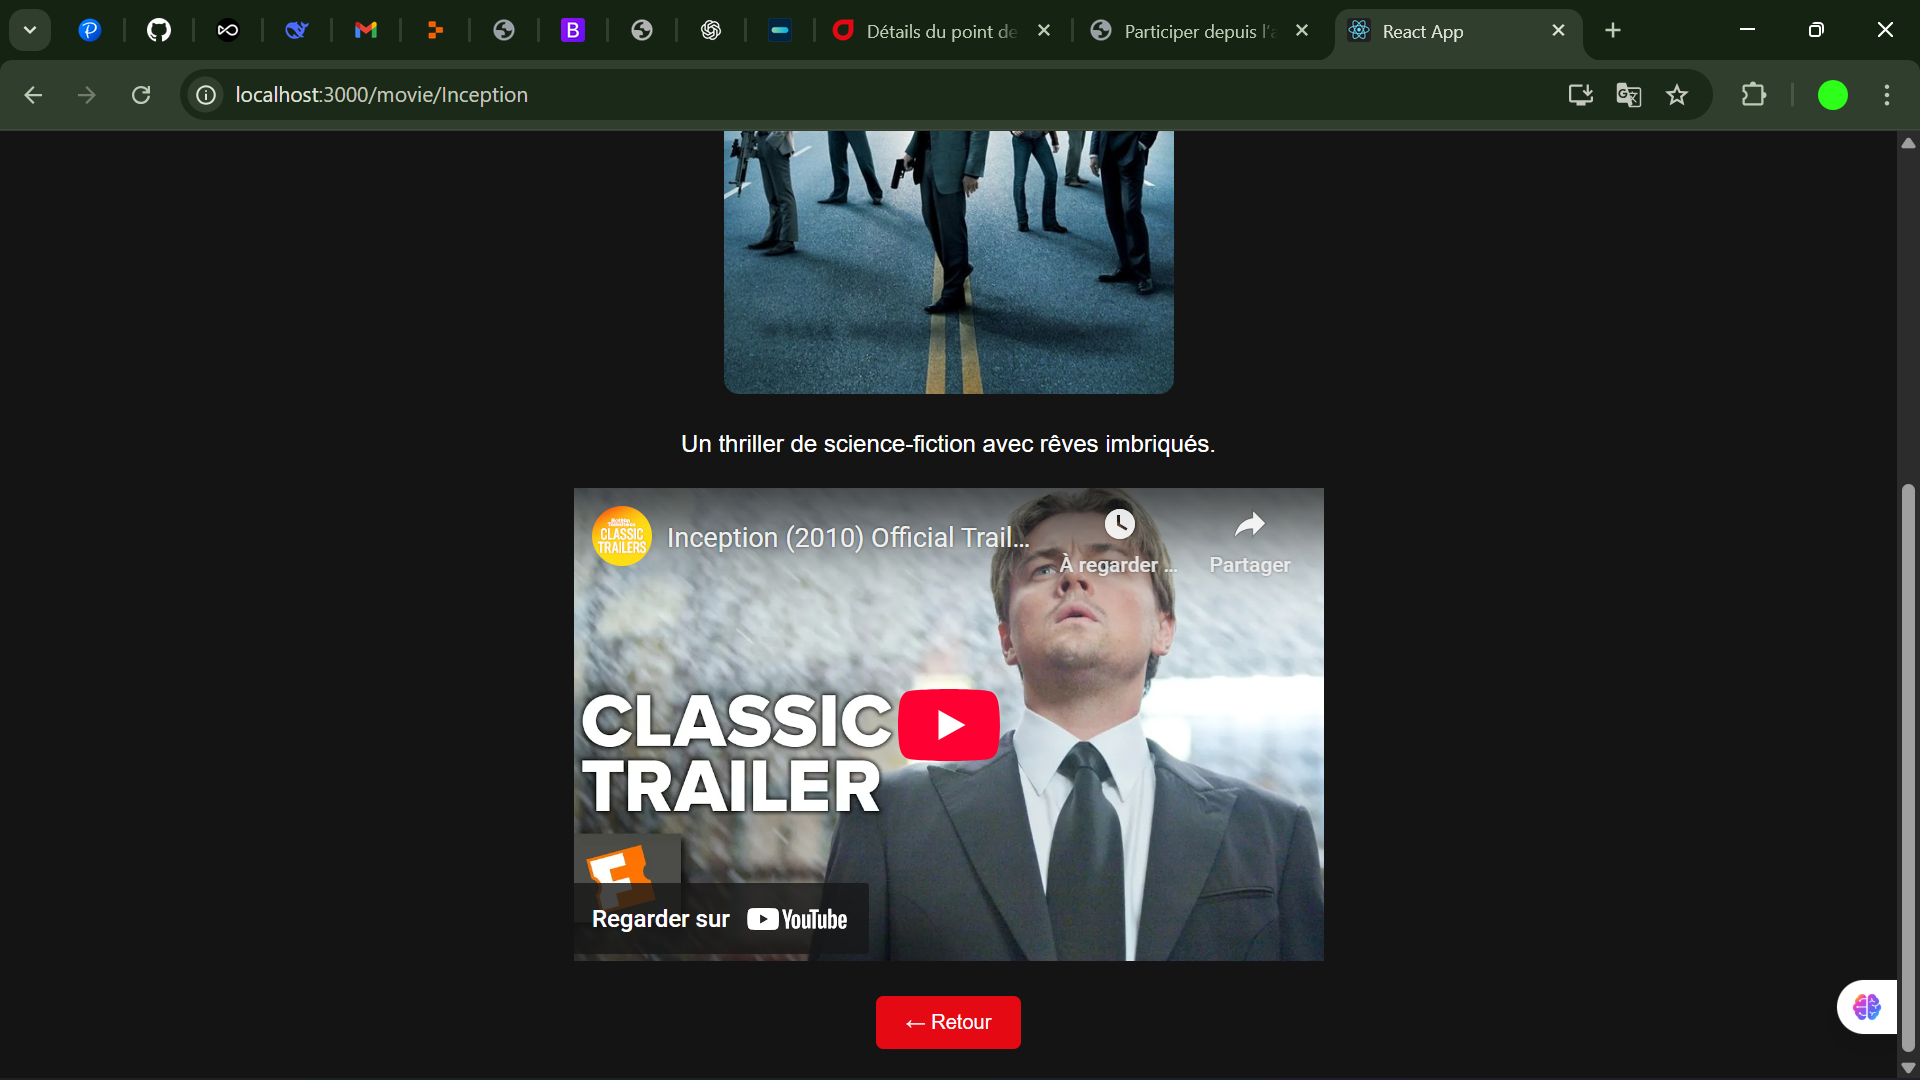 Détails du point de
Participer depuis l'a
React App
localhost:3000/movie/Inception
Un thriller de science-fiction avec rêves imbriqués.
CLASSIC
TRAILERS
Inception (2010) Official Trail...
À regarder ...
Partager
CLASSIC
TRAILER
Regarder sur YouTube
← Retour